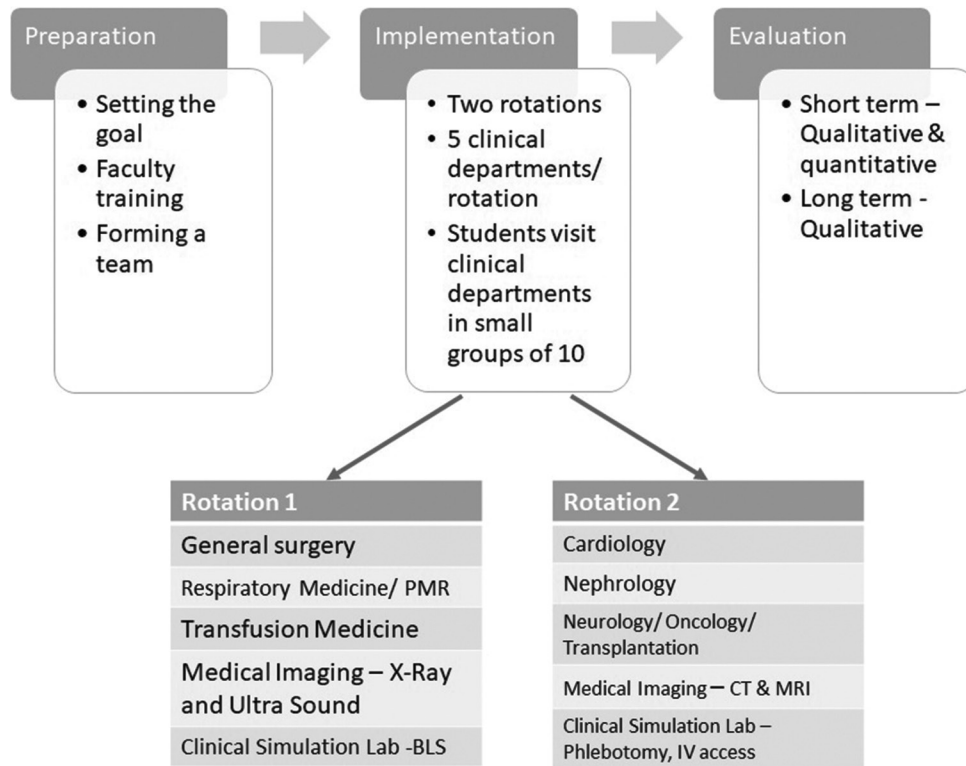 Preparation
Setting the
goal
Faculty
training
Forming a
team
Implementation
Two rotations
5 clinical
departments/
rotation
Students visit
clinical
departments
in small
groups of 10
Evaluation
Short term –
Qualitative &
quantitative
Long term -
Qualitative
Rotation 1
General surgery
Respiratory Medicine/ PMR
Transfusion Medicine
Medical Imaging – X-Ray
and Ultra Sound
Clinical Simulation Lab -BLS
Rotation 2
Cardiology
Nephrology
Neurology/ Oncology/
Transplantation
Medical Imaging – CT & MRI
Clinical Simulation Lab –
Phlebotomy, IV access